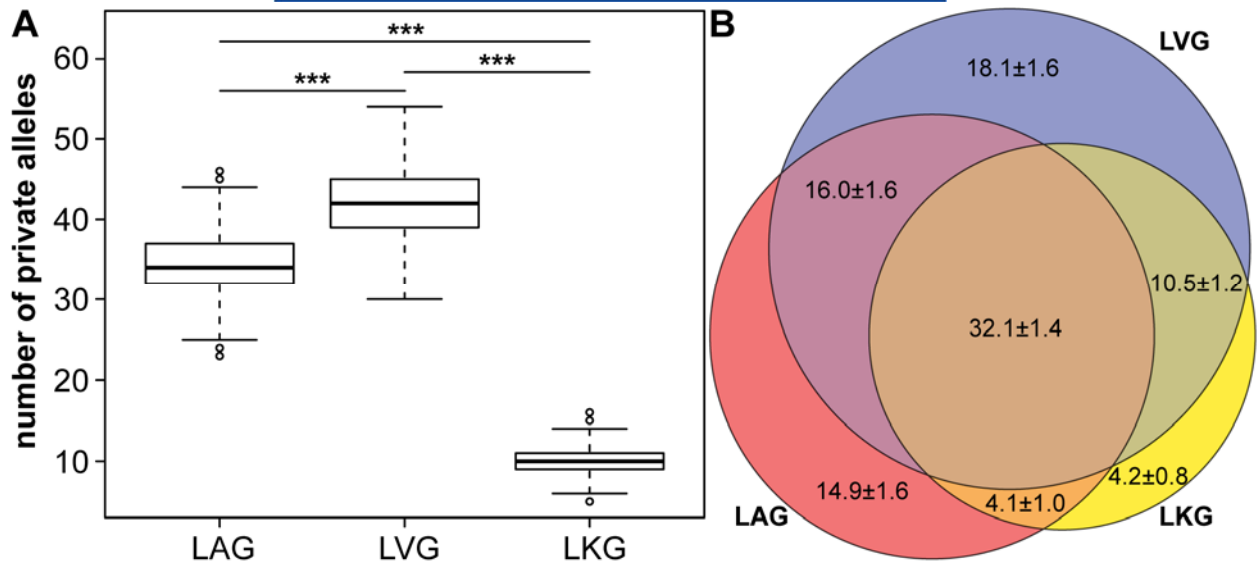 A
number of private alleles
60
50
40
30
20
10
***
***
***
LAG
LVG
LKG
B
LVG
18.1±1.6
16.0±1.6
10.5±1.2
32.1±1.4
14.9±1.6
4.1±1.0
4.2±0.8
LAG
LKG